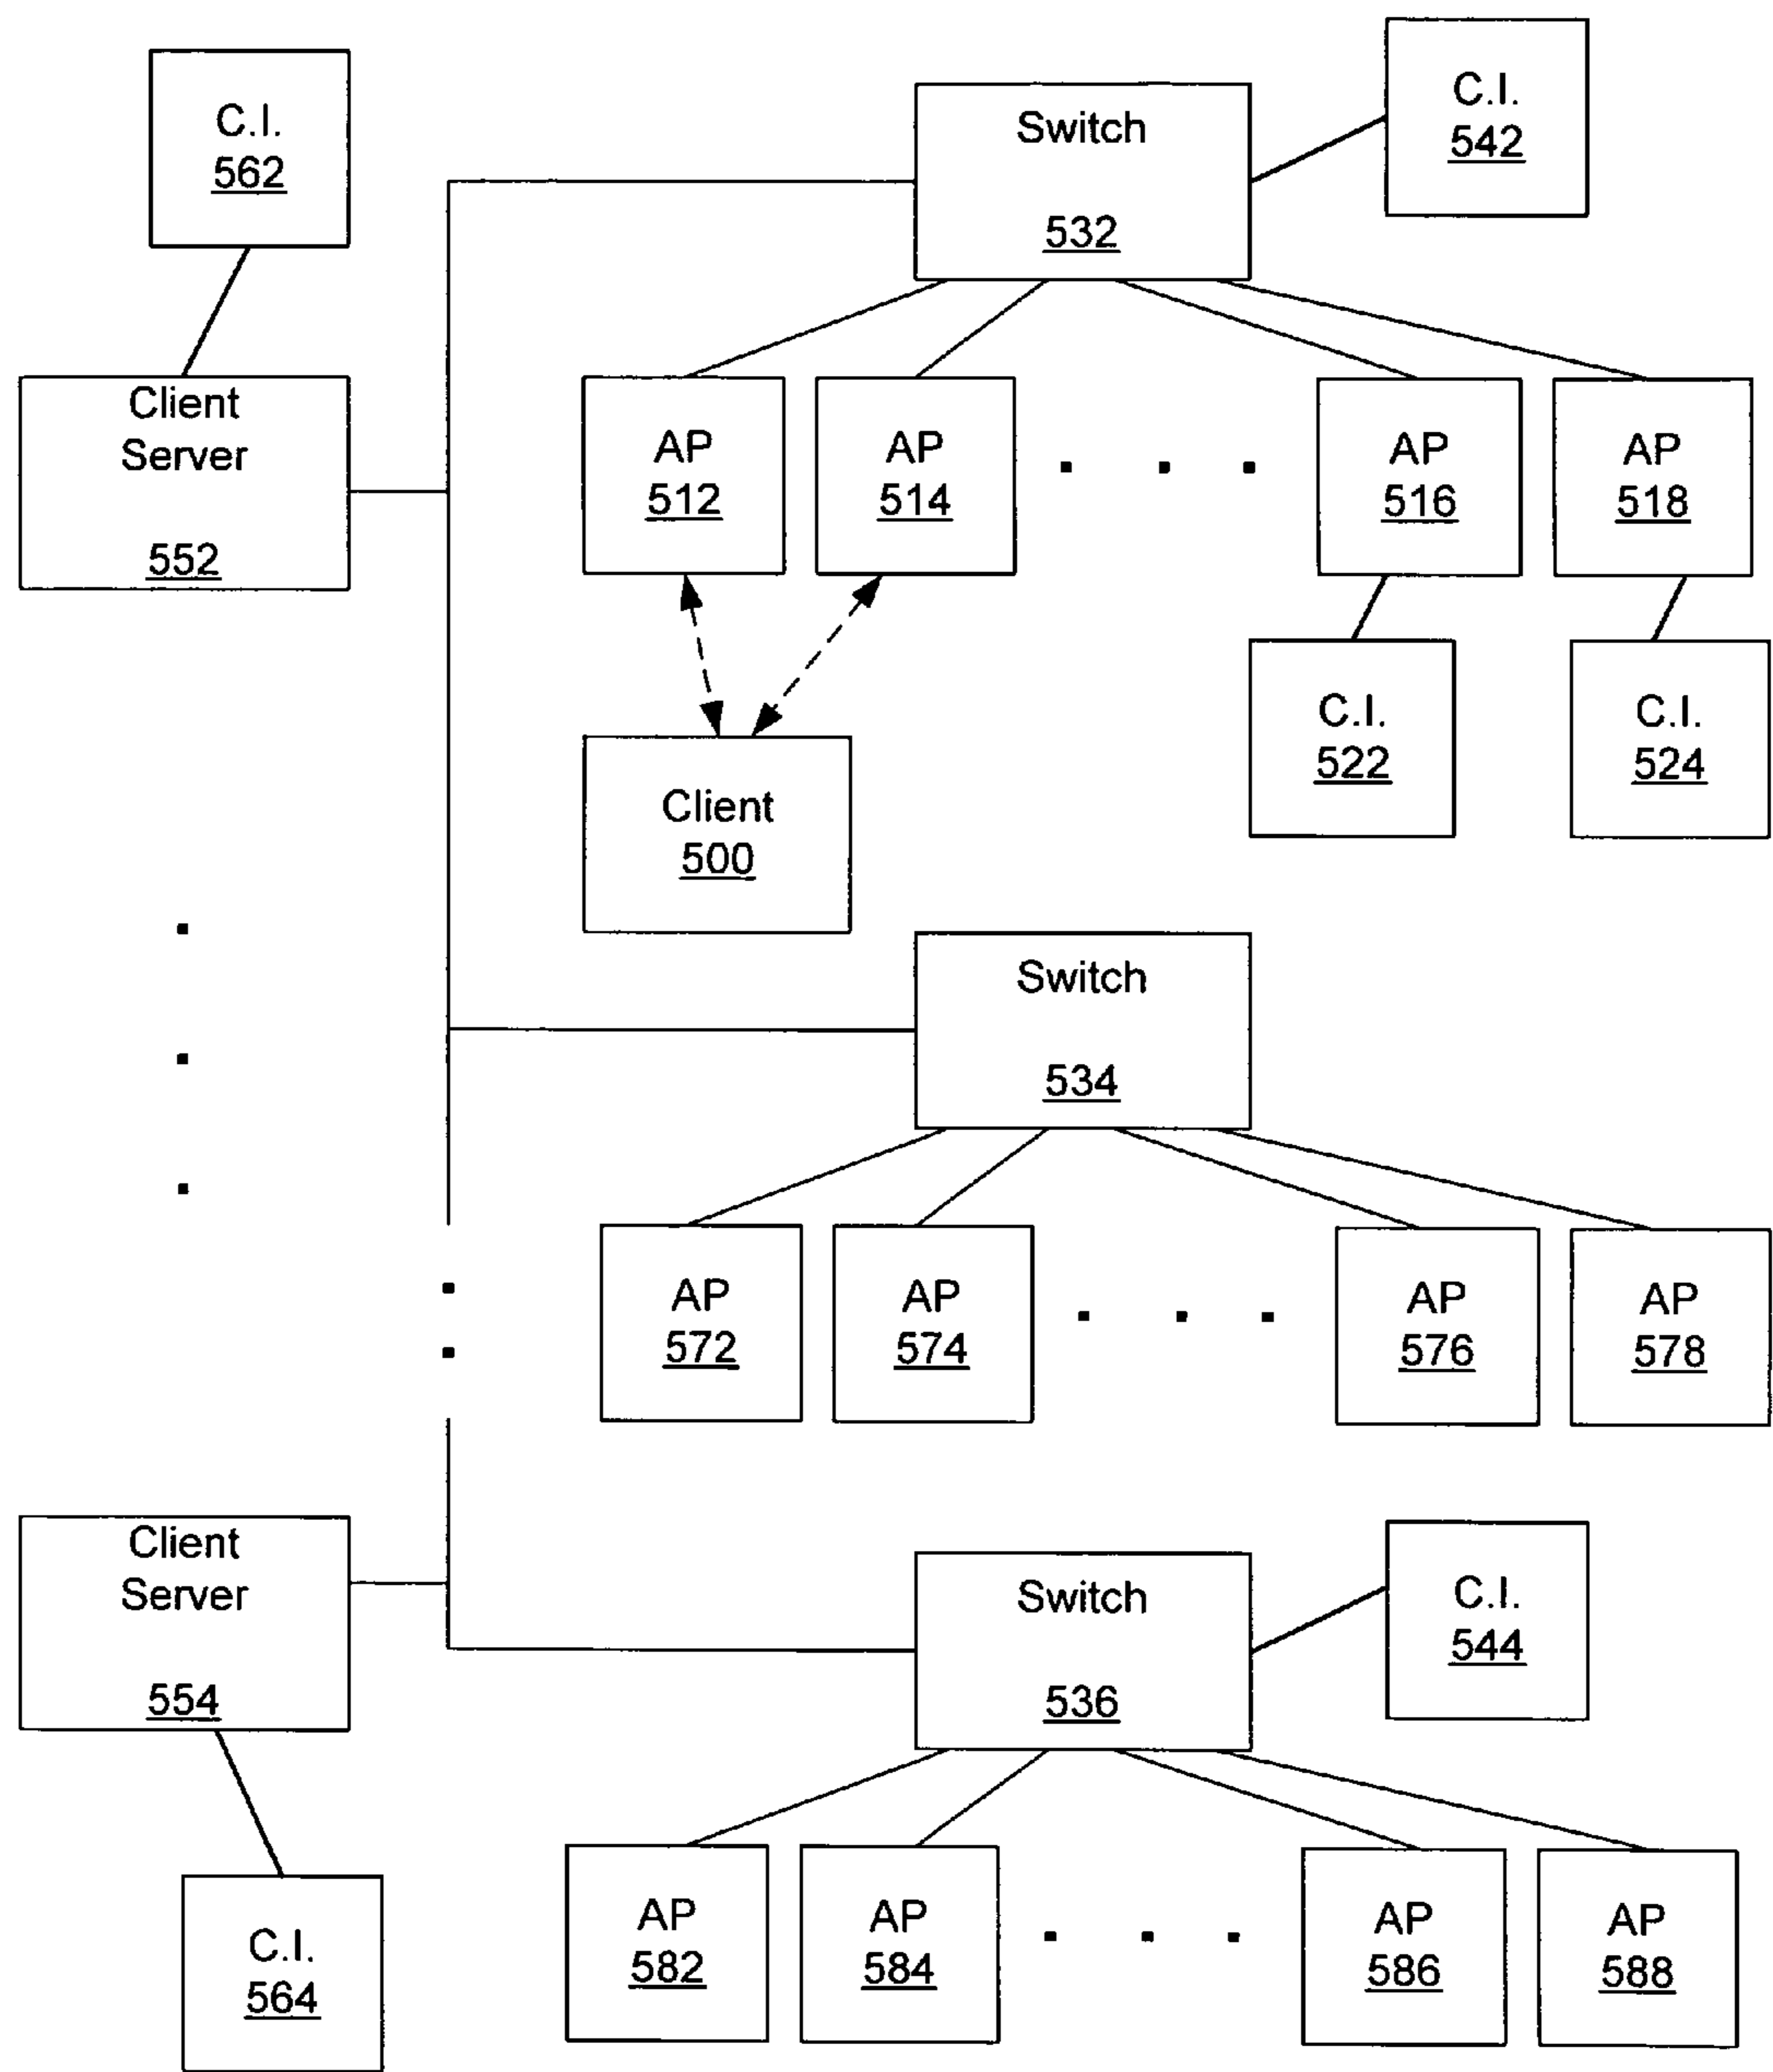 C.I.
562
Switch
532
C.I.
542
Client
Server
552
AP
512
AP
514
AP
516
AP
518
C.I.
522
C.I.
524
Client
500
Switch
534
AP
572
AP
574
AP
576
AP
578
Client
Server
554
Switch
536
C.I.
544
C.I.
564
AP
582
AP
584
AP
586
AP
588